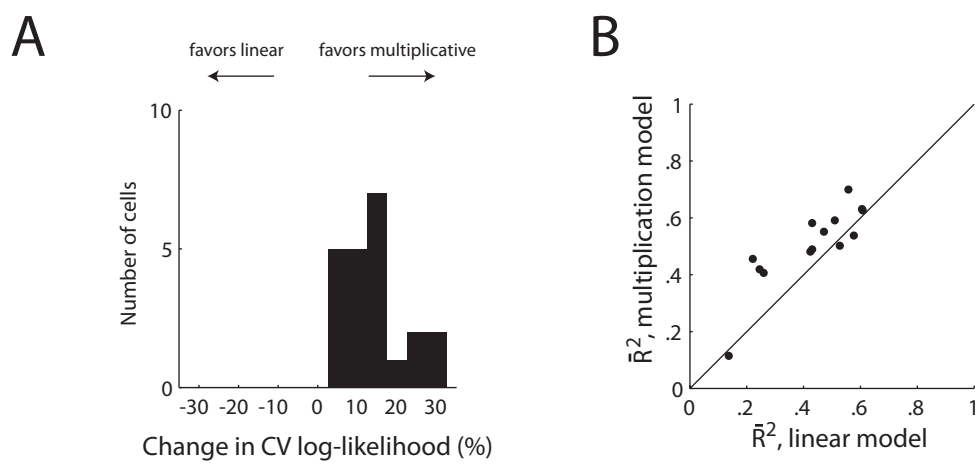 A
favors linear
favors multiplicative
10
5
0
Number of cells
-30 -20 -10 0 10 20 30
Change in CV log-likelihood (%)
B
1
.8
.6
.4
.2
0
R̄², multiplication model
0 .2 .4 .6 .8 1
R̄², linear model